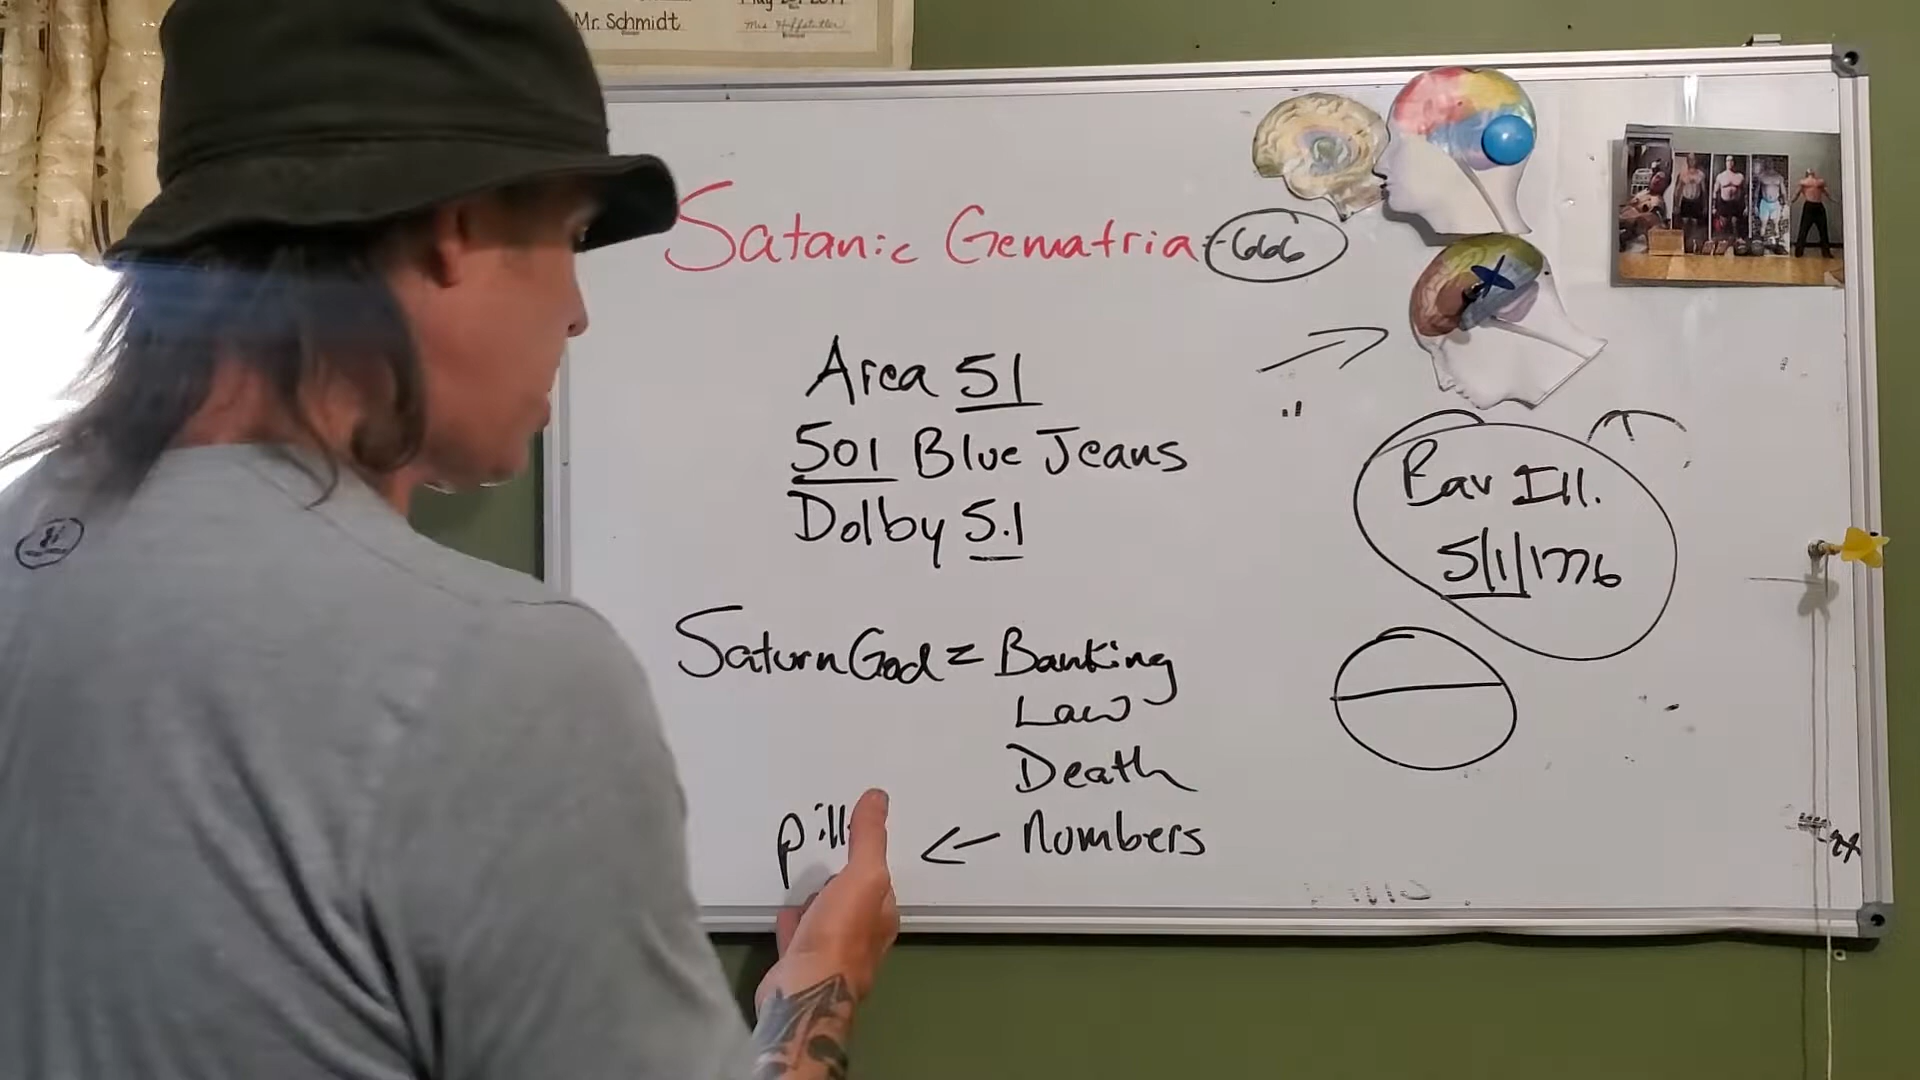 Mr. Schmidt
Satanic Gematria - 666
Area 51
501 Blue Jeans
Dolby 5.1
Bav Ill.
5/1/1776
Saturn God = Banking
Law
Death
Numbers
pill